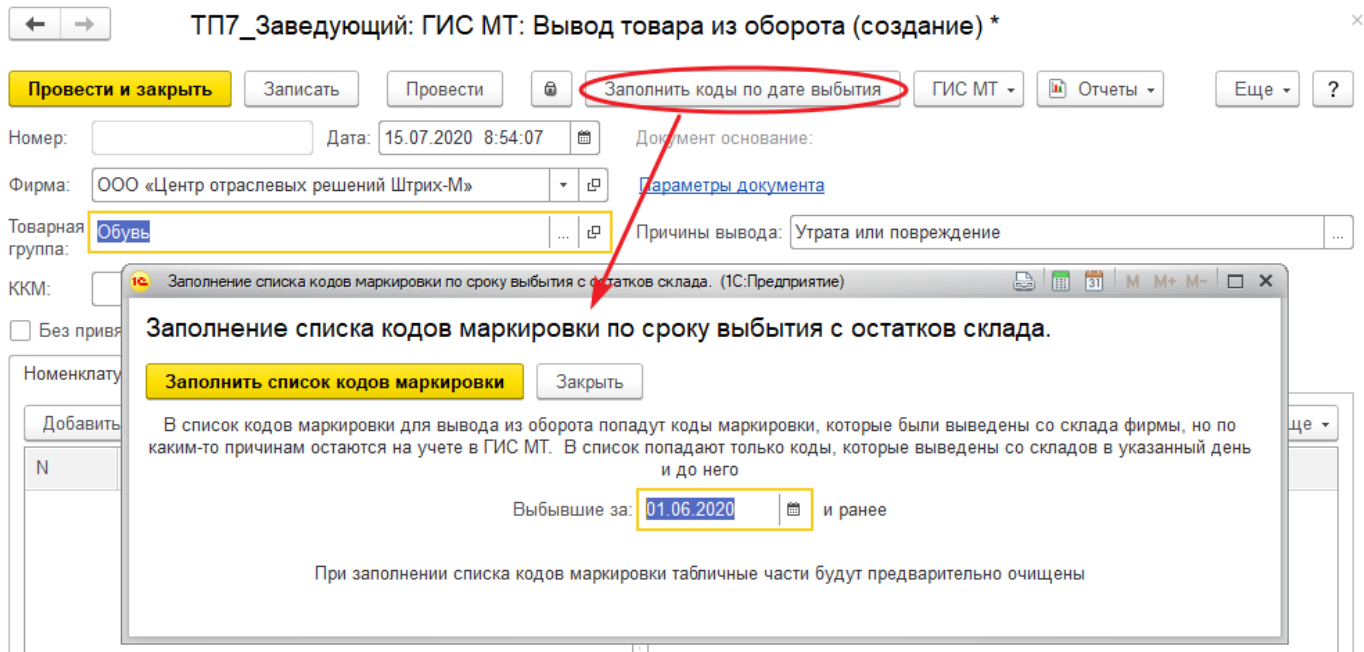 ТП7_Заведующий: ГИС МТ: Вывод товара из оборота (создание) *
Провести и закрыть Записать Провести Заполнить коды по дате выбытия ГИС МТ Отчеты Еще ?
Номер: Дата: 15.07.2020 8:54:07 Документ основание:
Фирма: ООО «Центр отраслевых решений Штрих-М» Параметры документа
Товарная группа: Обувь ... Причины вывода: Утрата или повреждение ...
ККМ:
1С Заполнение списка кодов маркировки по сроку выбытия с остатков склада. (1С:Предприятие) 31 M M+ M-
Без привя
Заполнение списка кодов маркировки по сроку выбытия с остатков склада.
Номенклату
Заполнить список кодов маркировки Закрыть
Добавить
ще
В список кодов маркировки для вывода из оборота попадут коды маркировки, которые были выведены со склада фирмы, но по
каким-то причинам остаются на учете в ГИС МТ. В список попадают только коды, которые выведены со складов в указанный день
и до него
N
Выбывшие за: 01.06.2020 и ранее
При заполнении списка кодов маркировки табличные части будут предварительно очищены